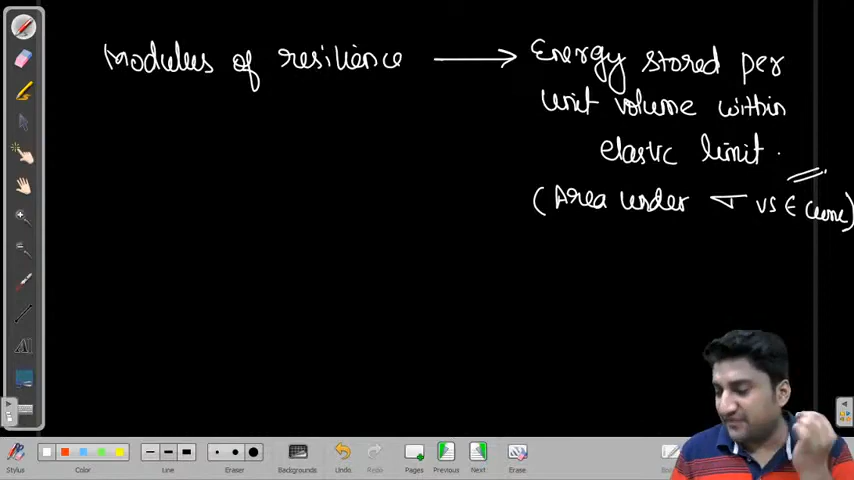 Modulus of resilience → Energy stored per
unit volume within
elastic limit.
(Area under σ vs ε curve)
Stylus Color Line Eraser Backgrounds Undo Redo Pages Previous Next Erase